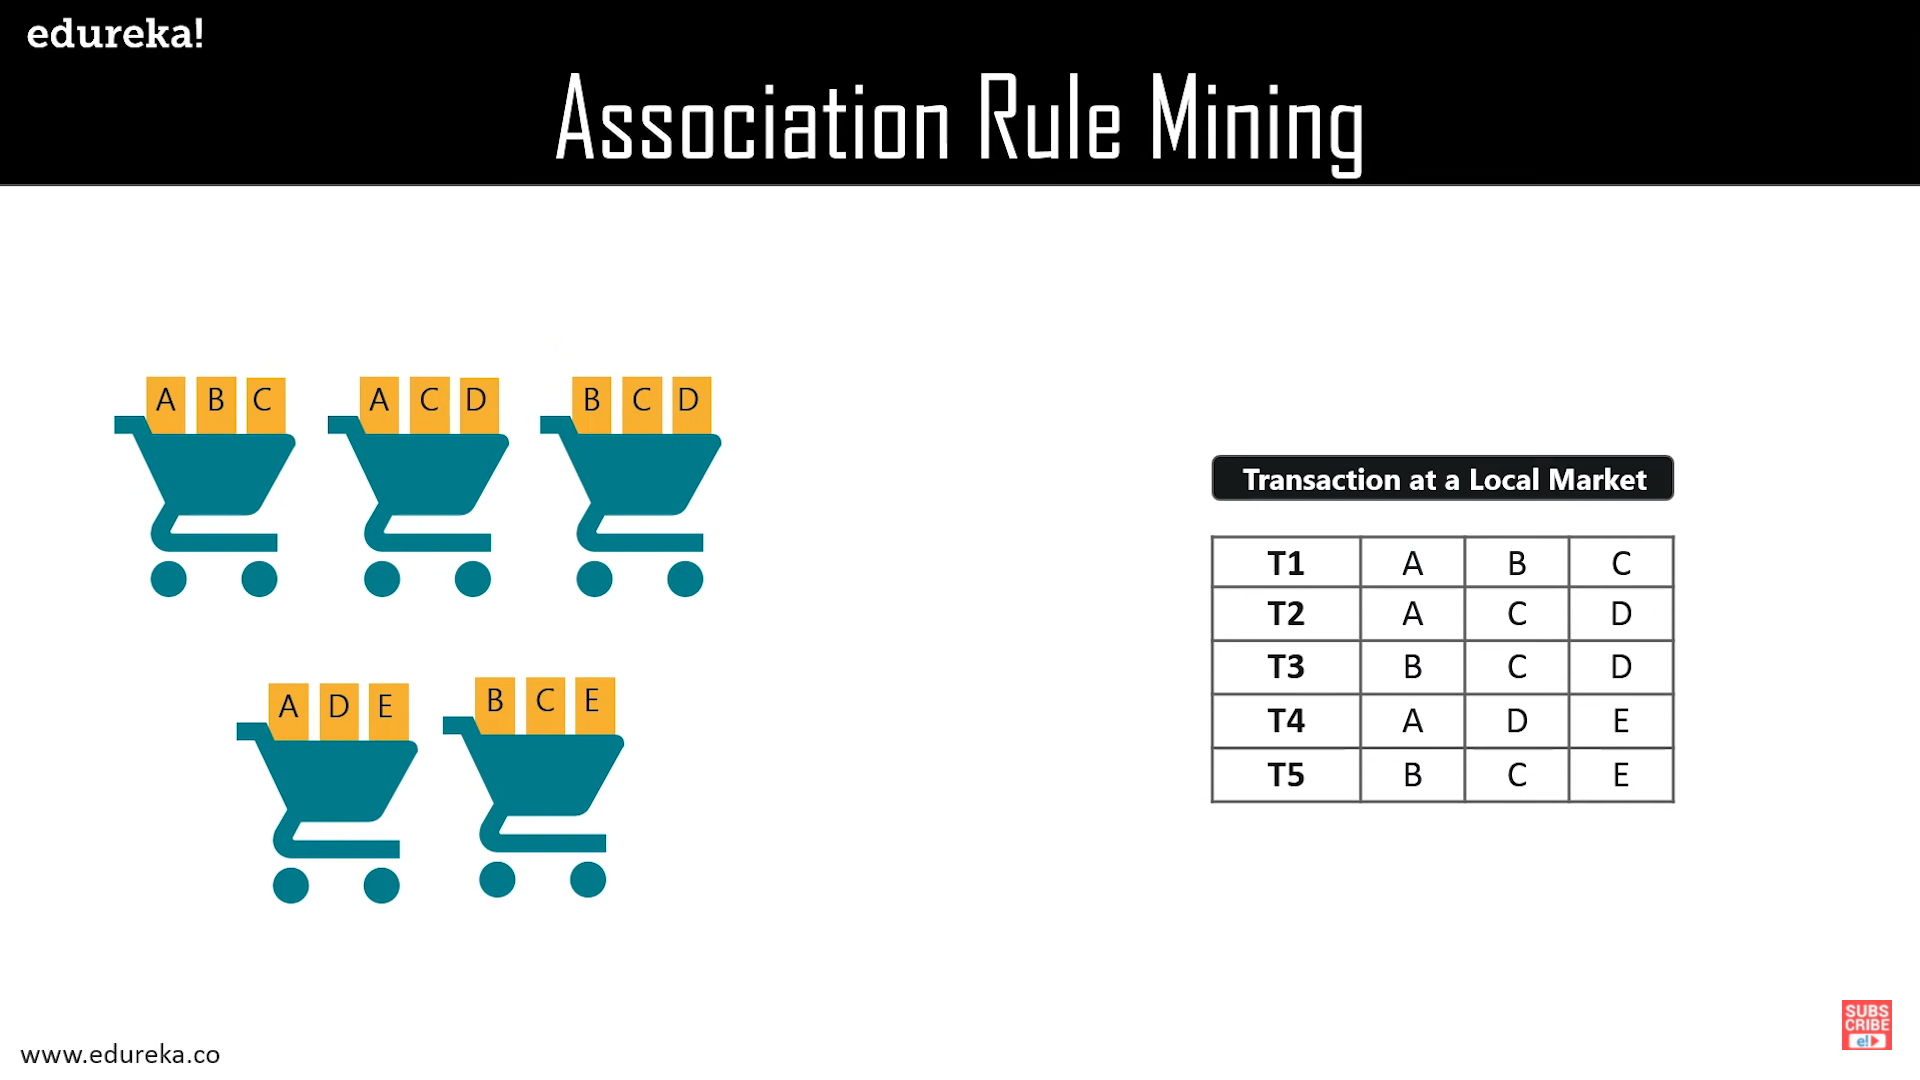 edureka!
Association Rule Mining
A B C
A C D
B C D
A D E
B C E
Transaction at a Local Market
T1 A B C
T2 A C D
T3 B C D
T4 A D E
T5 B C E
www.edureka.co
SUBS
CRIBE
e!